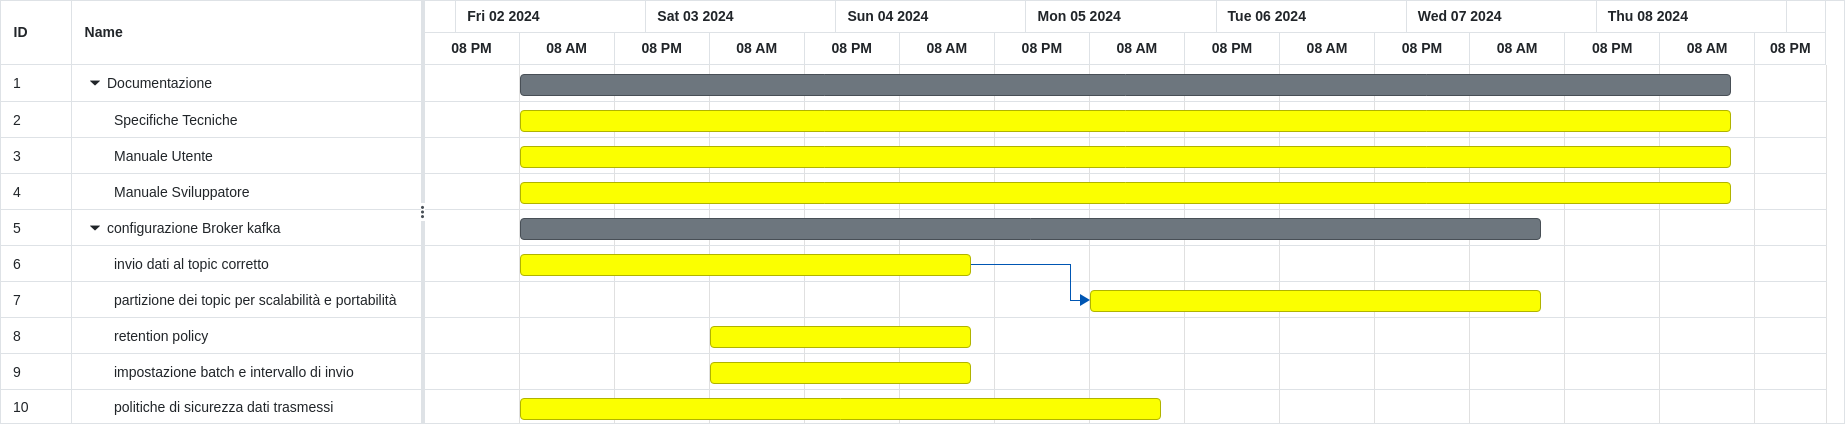 ID Name Fri 02 2024 Sat 03 2024 Sun 04 2024 Mon 05 2024 Tue 06 2024 Wed 07 2024 Thu 08 2024
08 PM 08 AM 08 PM 08 AM 08 PM 08 AM 08 PM 08 AM 08 PM 08 AM 08 PM 08 AM 08 PM 08 AM 08 PM
1 Documentazione
2 Specifiche Tecniche
3 Manuale Utente
4 Manuale Sviluppatore
5 configurazione Broker kafka
6 invio dati al topic corretto
7 partizione dei topic per scalabilità e portabilità
8 retention policy
9 impostazione batch e intervallo di invio
10 politiche di sicurezza dati trasmessi